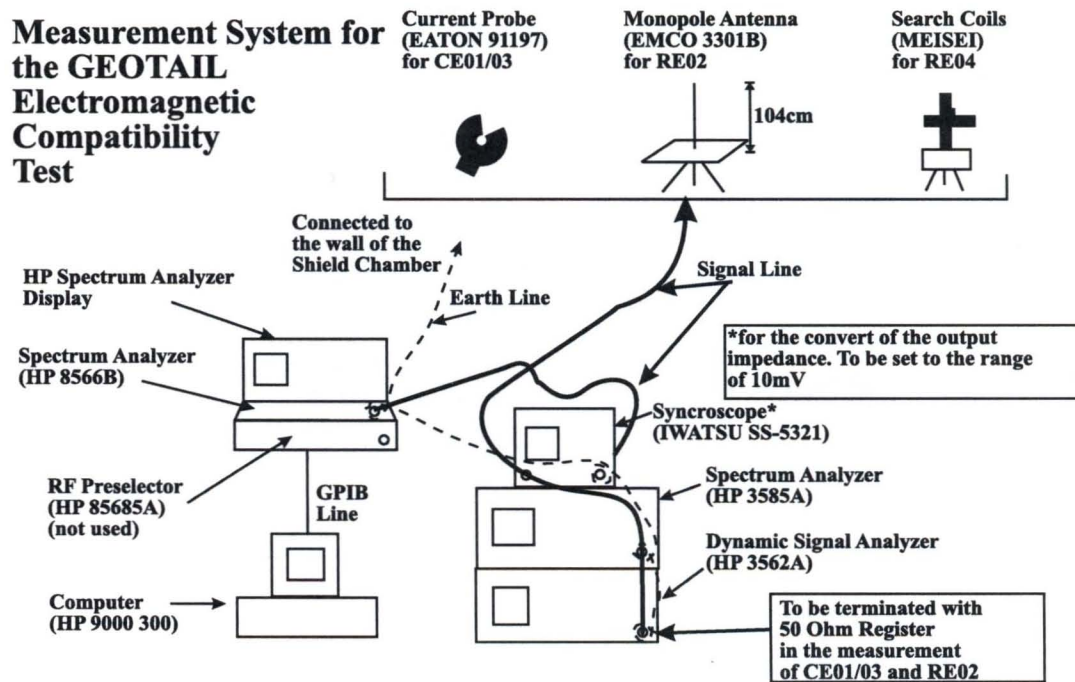 Measurement System for
the GEOTAIL
Electromagnetic
Compatibility
Test
Current Probe
(EATON 91197)
for CE01/03
Monopole Antenna
(EMCO 3301B)
for RE02
Search Coils
(MEISEI)
for RE04
104cm
Connected to
the wall of the
Shield Chamber
HP Spectrum Analyzer
Display
Earth Line
Signal Line
Spectrum Analyzer
(HP 8566B)
*for the convert of the output
impedance. To be set to the range
of 10mV
Syncroscope*
(IWATSU SS-5321)
RF Preselector
(HP 85685A)
(not used)
GPIB
Line
Spectrum Analyzer
(HP 3585A)
Dynamic Signal Analyzer
(HP 3562A)
Computer
(HP 9000 300)
To be terminated with
50 Ohm Register
in the measurement
of CE01/03 and RE02